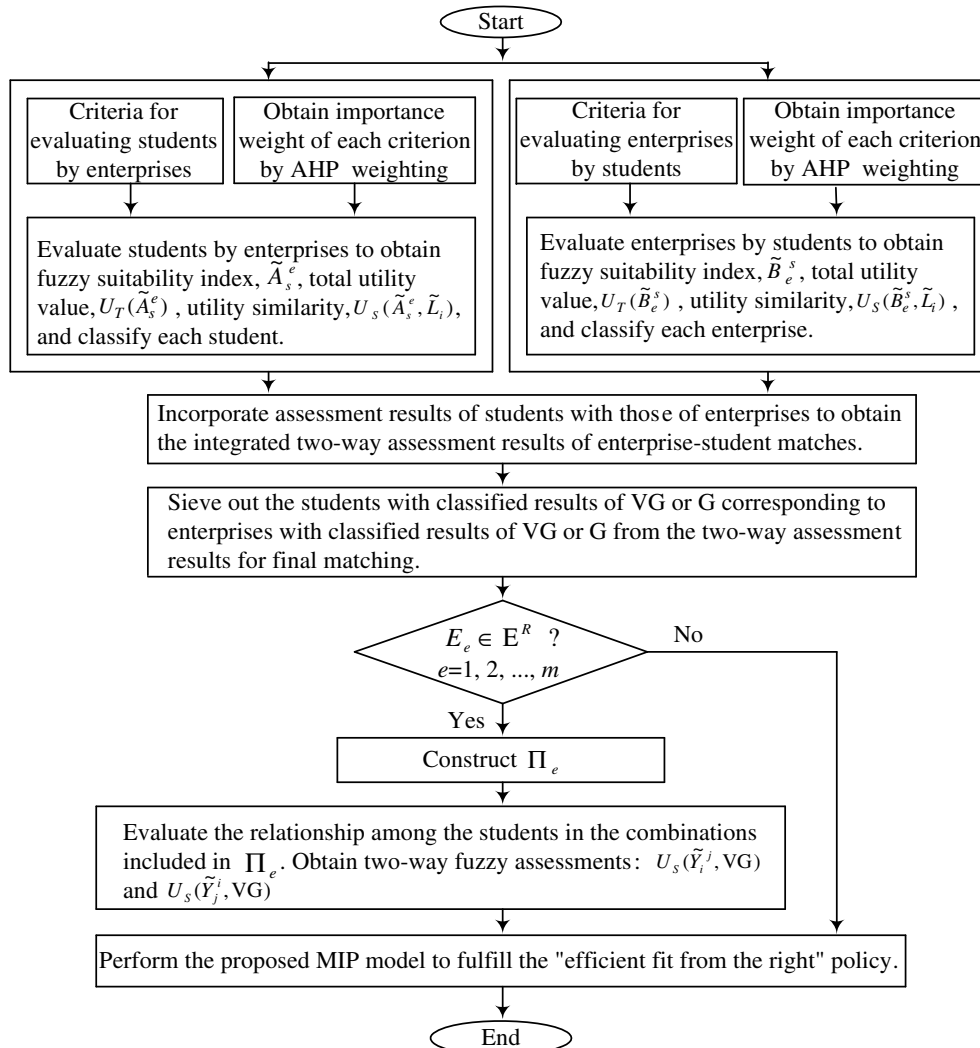 Start
Criteria for
evaluating students
by enterprises
Obtain importance
weight of each criterion
by AHP weighting
Evaluate students by enterprises to obtain
fuzzy suitability index, Ã_s^e, total utility
value, U_T(Ã_s^e) , utility similarity, U_S(Ã_s^e, L̃_i),
and classify each student.
Criteria for
evaluating enterprises
by students
Obtain importance
weight of each criterion
by AHP weighting
Evaluate enterprises by students to obtain
fuzzy suitability index, B̃_e^s, total utility
value, U_T(B̃_e^s) , utility similarity, U_S(B̃_e^s, L̃_i) ,
and classify each enterprise.
Incorporate assessment results of students with those of enterprises to obtain
the integrated two-way assessment results of enterprise-student matches.
Sieve out the students with classified results of VG or G corresponding to
enterprises with classified results of VG or G from the two-way assessment
results for final matching.
E_e ∈ E^R ?
e=1, 2, ..., m
No
Yes
Construct Π_e
Evaluate the relationship among the students in the combinations
included in Π_e. Obtain two-way fuzzy assessments: U_S(Ỹ_i^j, VG)
and U_S(Ỹ_j^i, VG)
Perform the proposed MIP model to fulfill the "efficient fit from the right" policy.
End